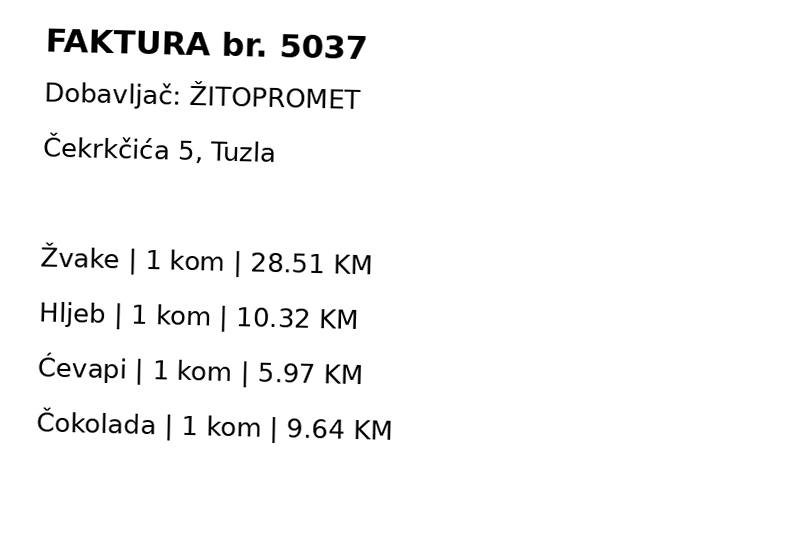 FAKTURA br. 5037
Dobavljač: ŽITOPROMET
Čekrkčića 5, Tuzla
Žvake | 1 kom | 28.51 KM
Hljeb | 1 kom | 10.32 KM
Ćevapi | 1 kom | 5.97 KM
Čokolada | 1 kom | 9.64 KM